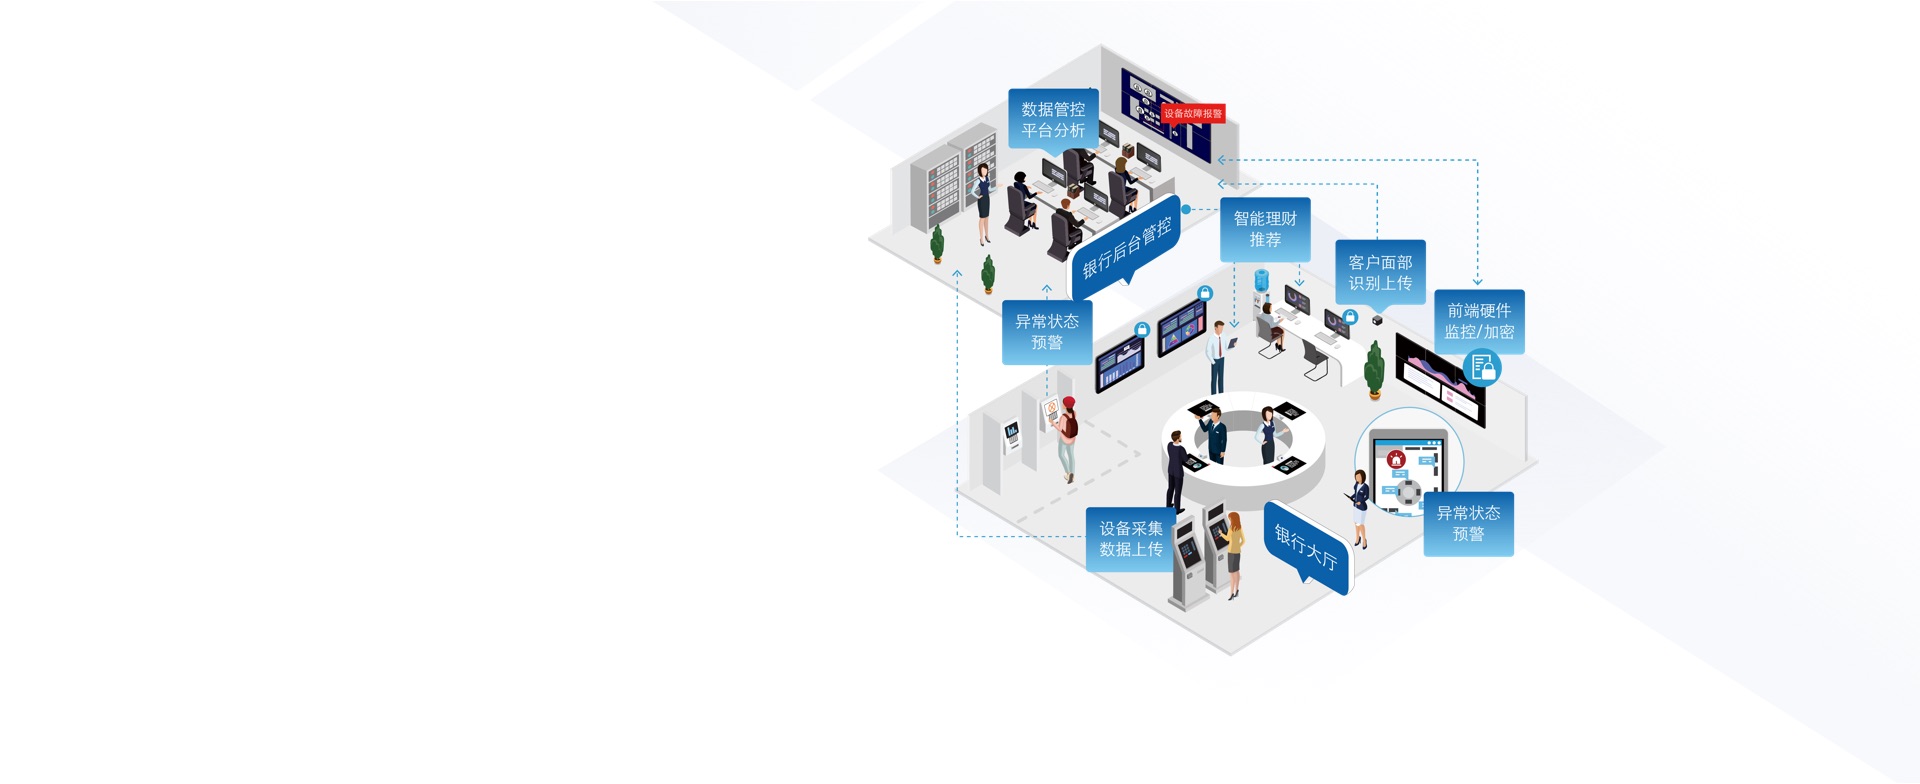 数据管控
平台分析
设备故障报警
银行后台管控
智能理财
推荐
客户面部
识别上传
前端硬件
监控/加密
异常状态
预警
设备采集
数据上传
银行大厅
异常状态
预警